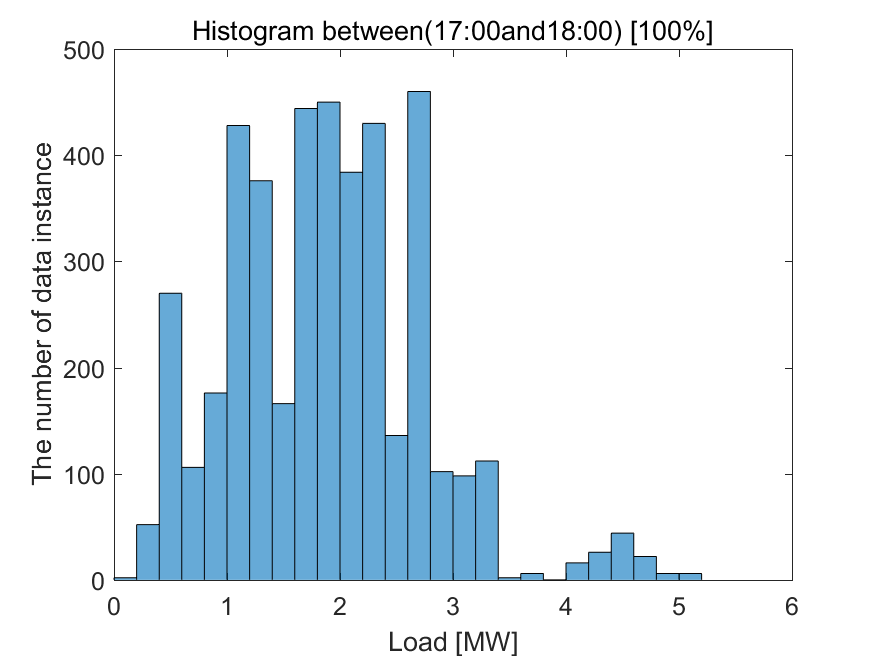 Histogram between(17:00and18:00) [100%]
500
400
300
200
100
0
The number of data instance
0 1 2 3 4 5 6
Load [MW]